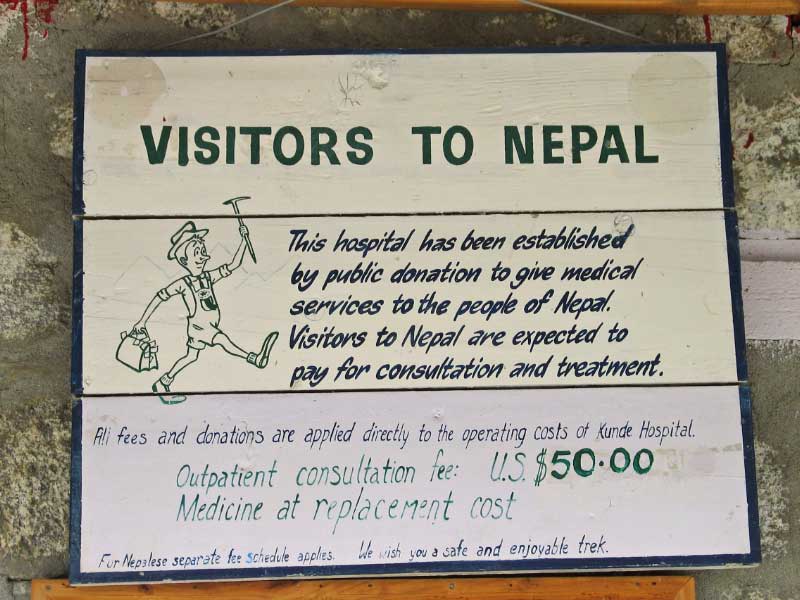 VISITORS TO NEPAL
This hospital has been established
by public donation to give medical
services to the people of Nepal.
Visitors to Nepal are expected to
pay for consultation and treatment.
All fees and donations are applied directly to the operating costs of Kunde Hospital.
Outpatient consultation fee: U.S. $50.00
Medicine at replacement cost
For Nepalese separate fee schedule applies. We wish you a safe and enjoyable trek.